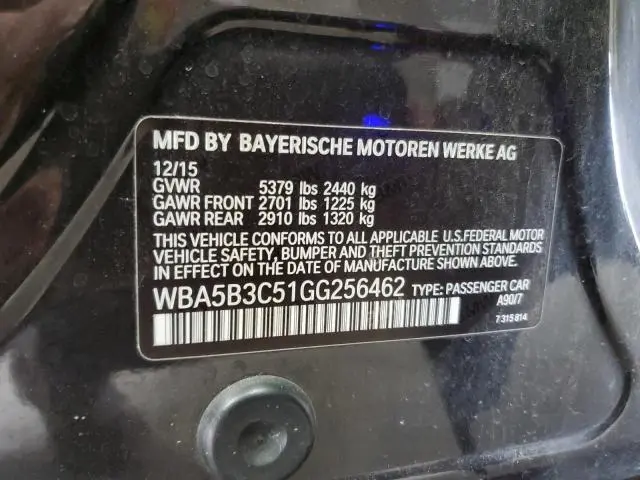 MFD BY BAYERISCHE MOTOREN WERKE AG
12/15
GVWR 5379 lbs 2440 kg
GAWR FRONT 2701 lbs 1225 kg
GAWR REAR 2910 lbs 1320 kg
THIS VEHICLE CONFORMS TO ALL APPLICABLE U.S.FEDERAL MOTOR
VEHICLE SAFETY, BUMPER AND THEFT PREVENTION STANDARDS
IN EFFECT ON THE DATE OF MANUFACTURE SHOWN ABOVE.
WBA5B3C51GG256462 TYPE: PASSENGER CAR
A90/7
7 315 814